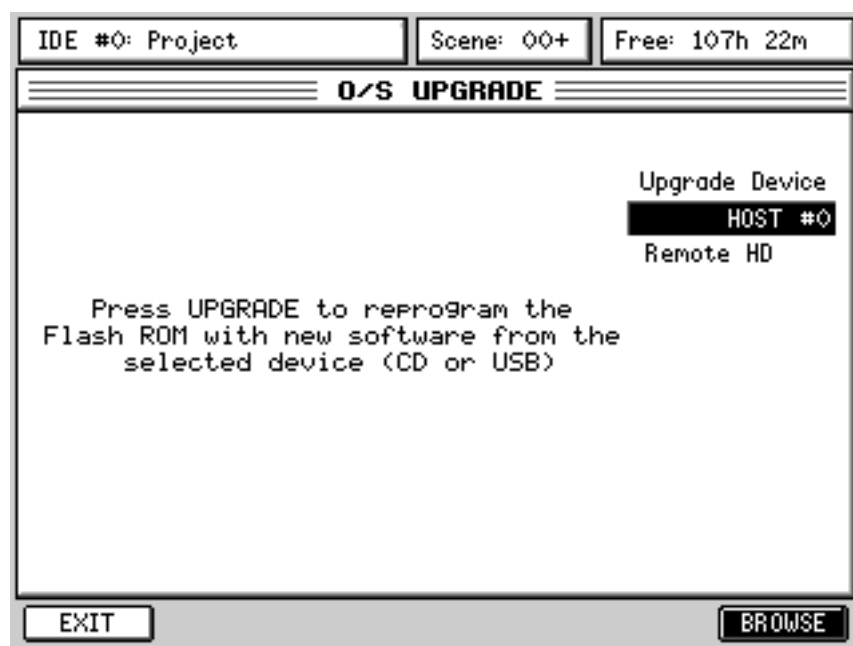 IDE #0: Project
Scene: 00+
Free: 107h 22m
O/S UPGRADE
Upgrade Device
HOST #0
Remote HD
Press UPGRADE to reprogram the
Flash ROM with new software from the
selected device (CD or USB)
EXIT
BROWSE